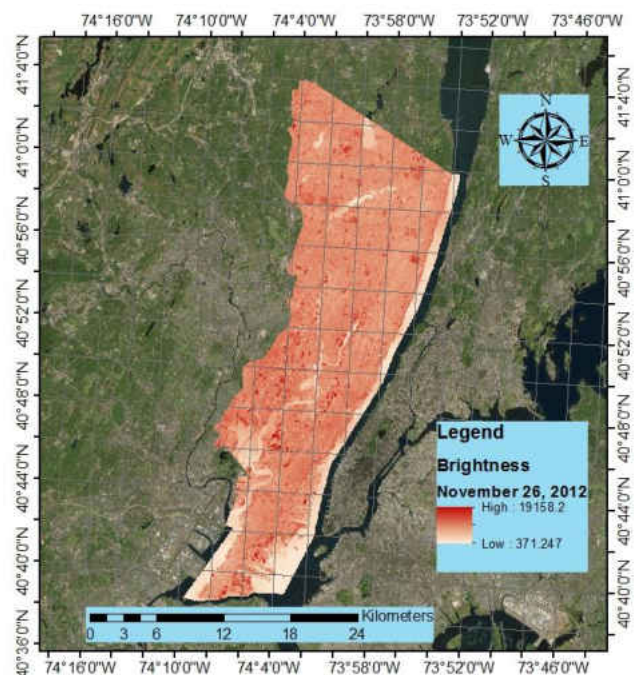 74°16'W 74°10'0"W 74°4'0"W 73°58'0"W 73°52'0"W 73°46'0"W
41°4'0"N
41°0'0"N
40°56'0"N
40°52'0"N
40°48'0"N
40°44'0"N
40°40'0"N
40°36'0"N
N
W E
S
41°4'0"N
41°0'0"N
40°56'0"N
40°52'0"N
40°48'0"N
40°44'0"N
40°40'0"N
Legend
Brightness
November 26, 2012
High : 19158.2
Low : 371.247
Kilometers
0 3 6 12 18 24
74°16'0"W 74°10'0"W 74°4'0"W 73°58'0"W 73°52'0"W 73°46'0"W